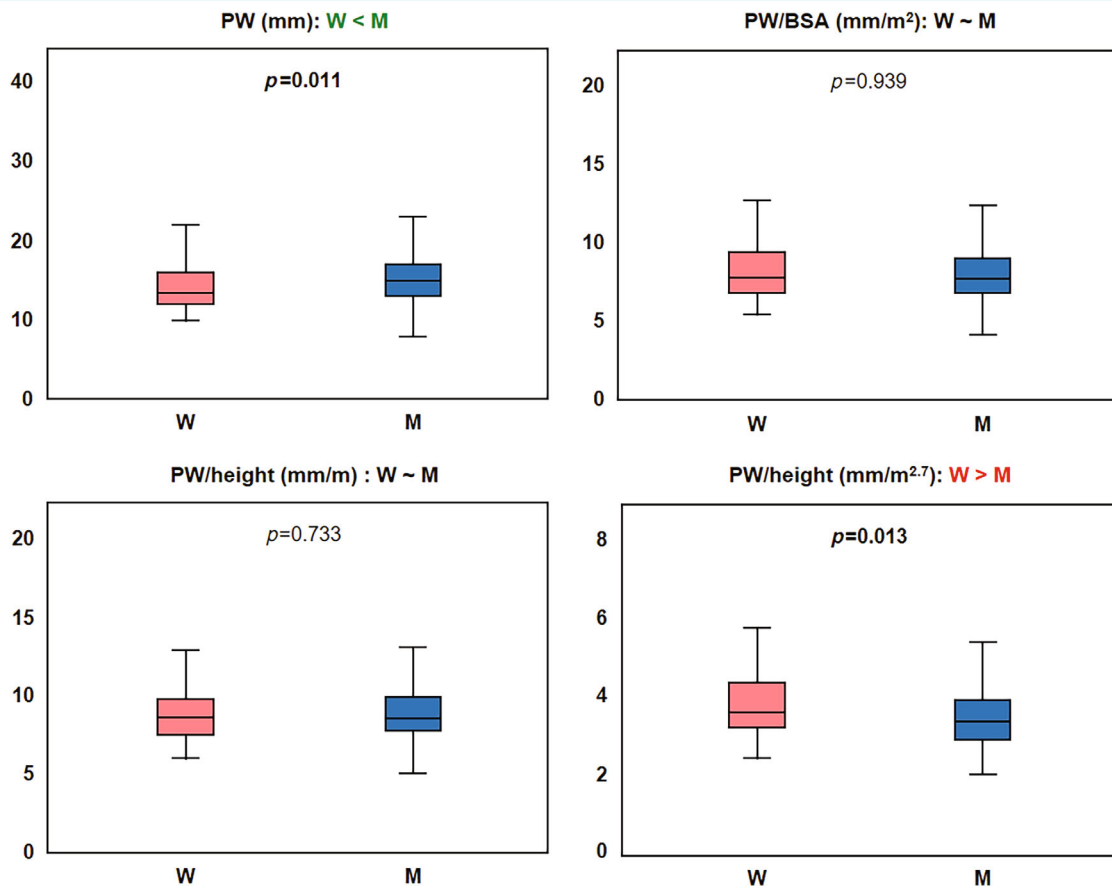 PW (mm): W < M
p=0.011
40
30
20
10
0
W M
PW/BSA (mm/m²): W ~ M
p=0.939
20
15
10
5
0
W M
PW/height (mm/m) : W ~ M
p=0.733
20
15
10
5
0
W M
PW/height (mm/m²·⁷): W > M
p=0.013
8
6
4
2
0
W M